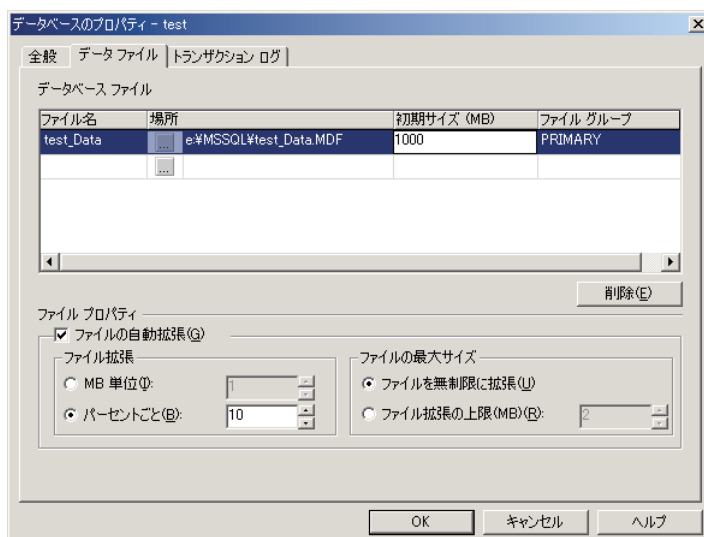 データベースのプロパティ - test
全般 データ ファイル トランザクション ログ
データベース ファイル
ファイル名 場所 初期サイズ (MB) ファイル グループ
test_Data ... e:¥MSSQL¥test_Data.MDF 1000 PRIMARY
...
削除(E)
ファイル プロパティ
ファイルの自動拡張(G)
ファイル拡張
MB 単位(I): 1
パーセントごと(B): 10
ファイルの最大サイズ
ファイルを無制限に拡張(U)
ファイル拡張の上限(MB)(R): 2
OK キャンセル ヘルプ